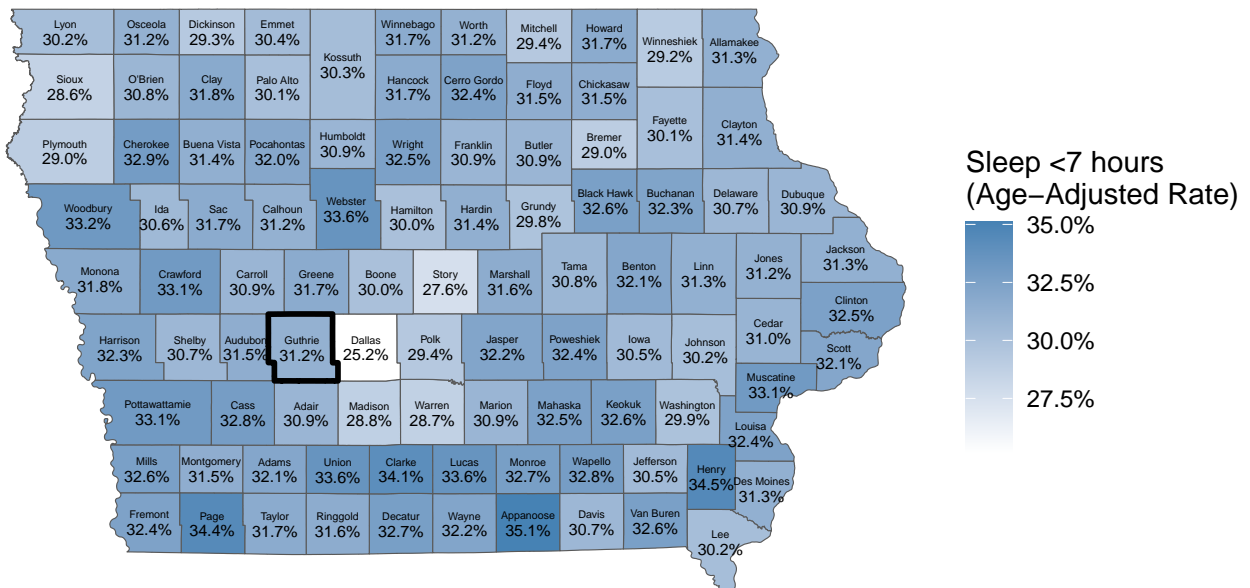 Lyon
30.2%
Osceola
31.2%
Dickinson
29.3%
Emmet
30.4%
Kossuth
30.3%
Winnebago
31.7%
Worth
31.2%
Mitchell
29.4%
Howard
31.7%
Winneshiek
29.2%
Allamakee
31.3%
Sioux
28.6%
O'Brien
30.8%
Clay
31.8%
Palo Alto
30.1%
Hancock
31.7%
Cerro Gordo
32.4%
Floyd
31.5%
Chickasaw
31.5%
Fayette
30.1%
Clayton
31.4%
Plymouth
29.0%
Cherokee
32.9%
Buena Vista
31.4%
Pocahontas
32.0%
Humboldt
30.9%
Wright
32.5%
Franklin
30.9%
Butler
30.9%
Bremer
29.0%
Woodbury
33.2%
Ida
30.6%
Sac
31.7%
Calhoun
31.2%
Webster
33.6%
Hamilton
30.0%
Hardin
31.4%
Grundy
29.8%
Black Hawk
32.6%
Buchanan
32.3%
Delaware
30.7%
Dubuque
30.9%
Monona
31.8%
Crawford
33.1%
Carroll
30.9%
Greene
31.7%
Boone
30.0%
Story
27.6%
Marshall
31.6%
Tama
30.8%
Benton
32.1%
Linn
31.3%
Jones
31.2%
Jackson
31.3%
Clinton
32.5%
Harrison
32.3%
Shelby
30.7%
Audubon
31.5%
Guthrie
31.2%
Dallas
25.2%
Polk
29.4%
Jasper
32.2%
Poweshiek
32.4%
Iowa
30.5%
Johnson
30.2%
Cedar
31.0%
Scott
32.1%
Muscatine
33.1%
Pottawattamie
33.1%
Cass
32.8%
Adair
30.9%
Madison
28.8%
Warren
28.7%
Marion
30.9%
Mahaska
32.5%
Keokuk
32.6%
Washington
29.9%
Louisa
32.4%
Mills
32.6%
Montgomery
31.5%
Adams
32.1%
Union
33.6%
Clarke
34.1%
Lucas
33.6%
Monroe
32.7%
Wapello
32.8%
Jefferson
30.5%
Henry
34.5%
Des Moines
31.3%
Fremont
32.4%
Page
34.4%
Taylor
31.7%
Ringgold
31.6%
Decatur
32.7%
Wayne
32.2%
Appanoose
35.1%
Davis
30.7%
Van Buren
32.6%
Lee
30.2%
Sleep <7 hours
(Age−Adjusted Rate)
35.0%
32.5%
30.0%
27.5%